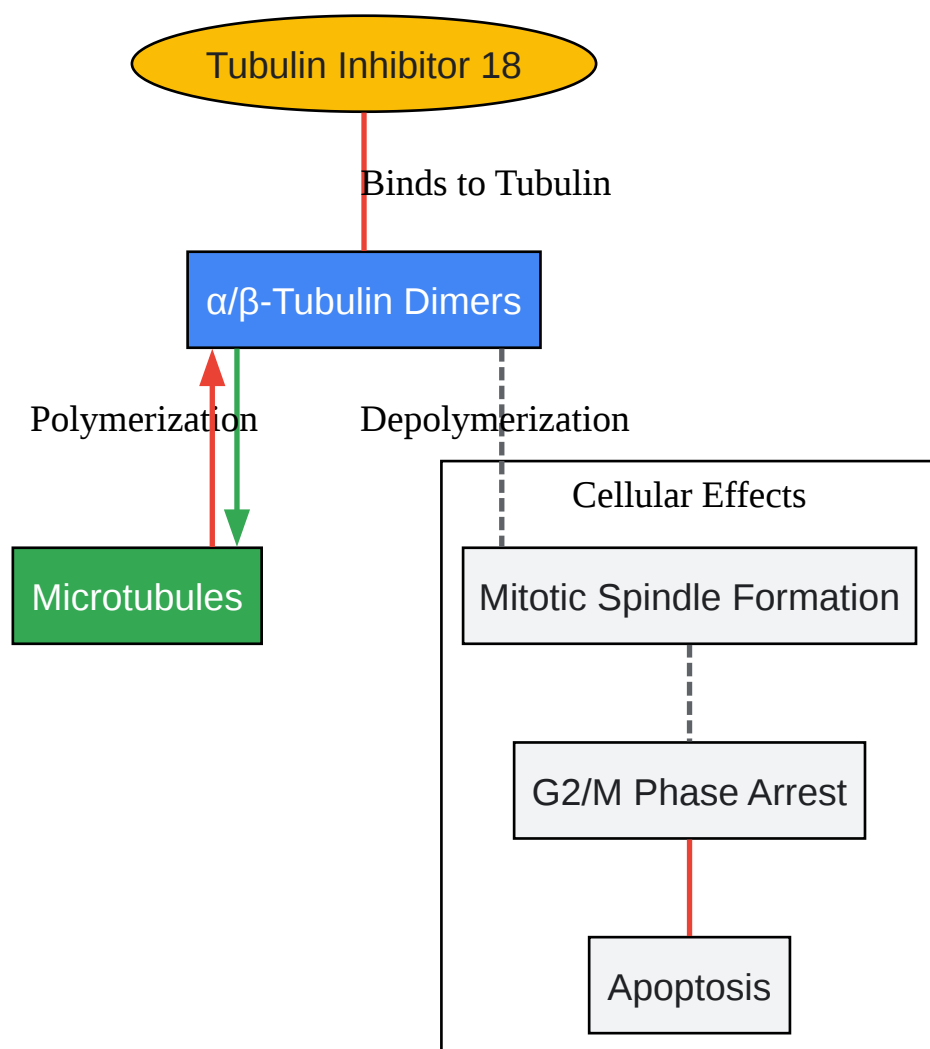 Tubulin Inhibitor 18
Binds to Tubulin
α/β-Tubulin Dimers
Polymerization
Depolymerization
Cellular Effects
Microtubules
Mitotic Spindle Formation
G2/M Phase Arrest
Apoptosis